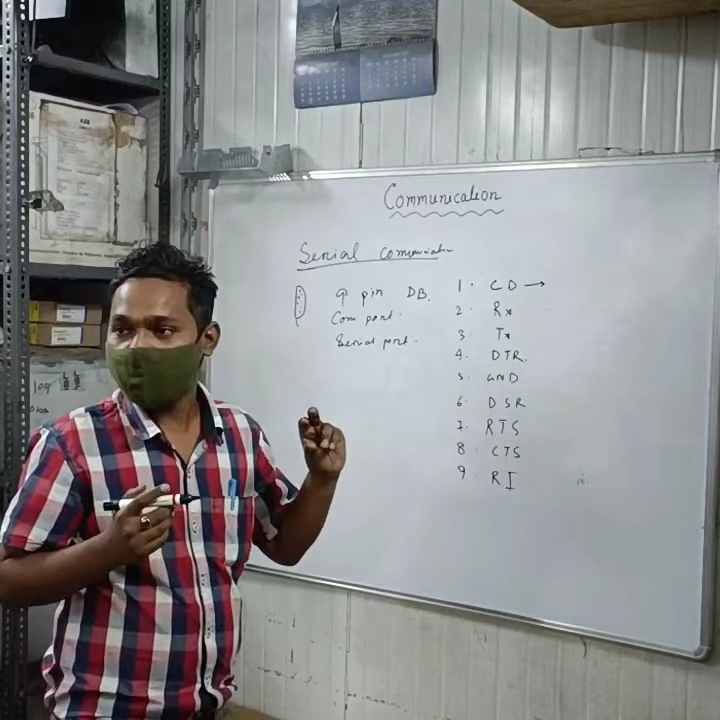 Communication
Serial
9 pin DB.
Com port.
Serial port.
1. CD →
2. Rx
3. Tx
4. DTR.
5. GND
6. DSR
7. RTS
8. CTS
9. RI